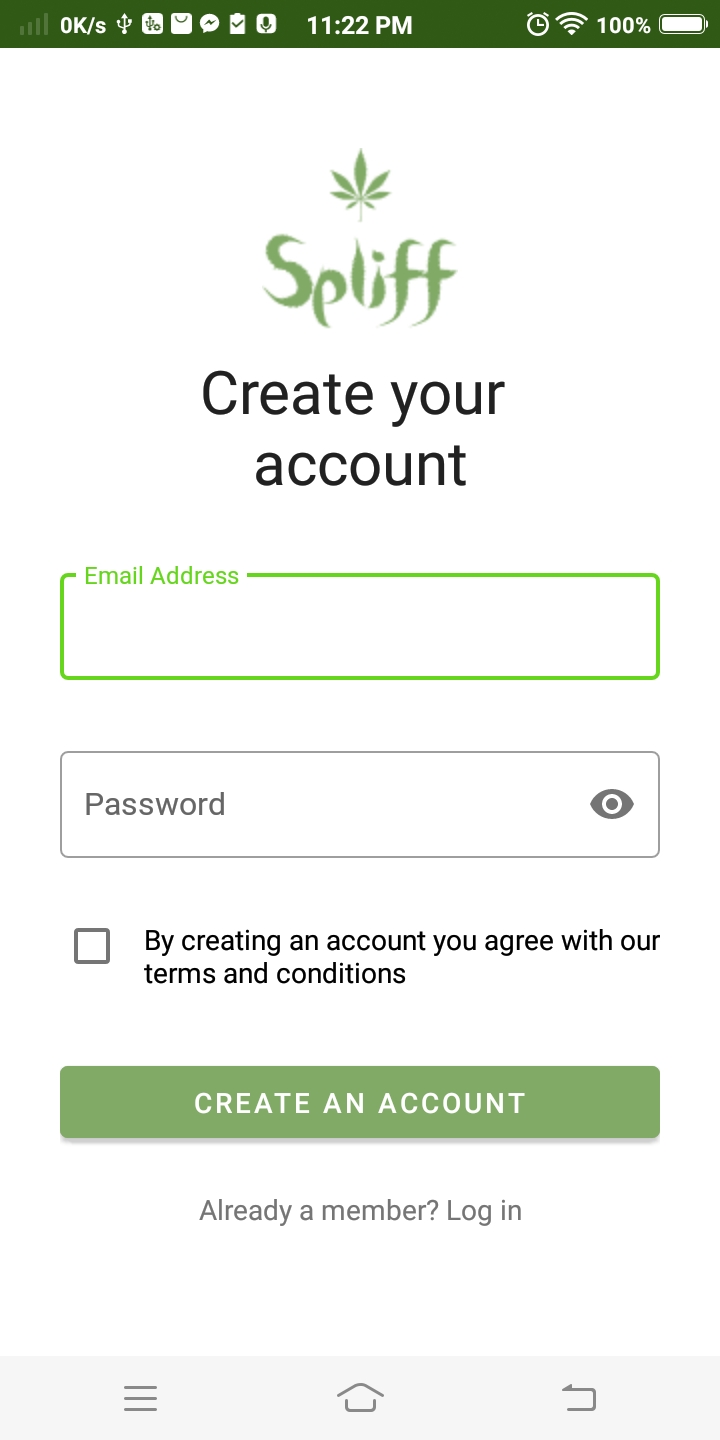 0K/s 11:22 PM 100%
Spliff
Create your
account
Email Address
Password
By creating an account you agree with our
terms and conditions
CREATE AN ACCOUNT
Already a member? Log in